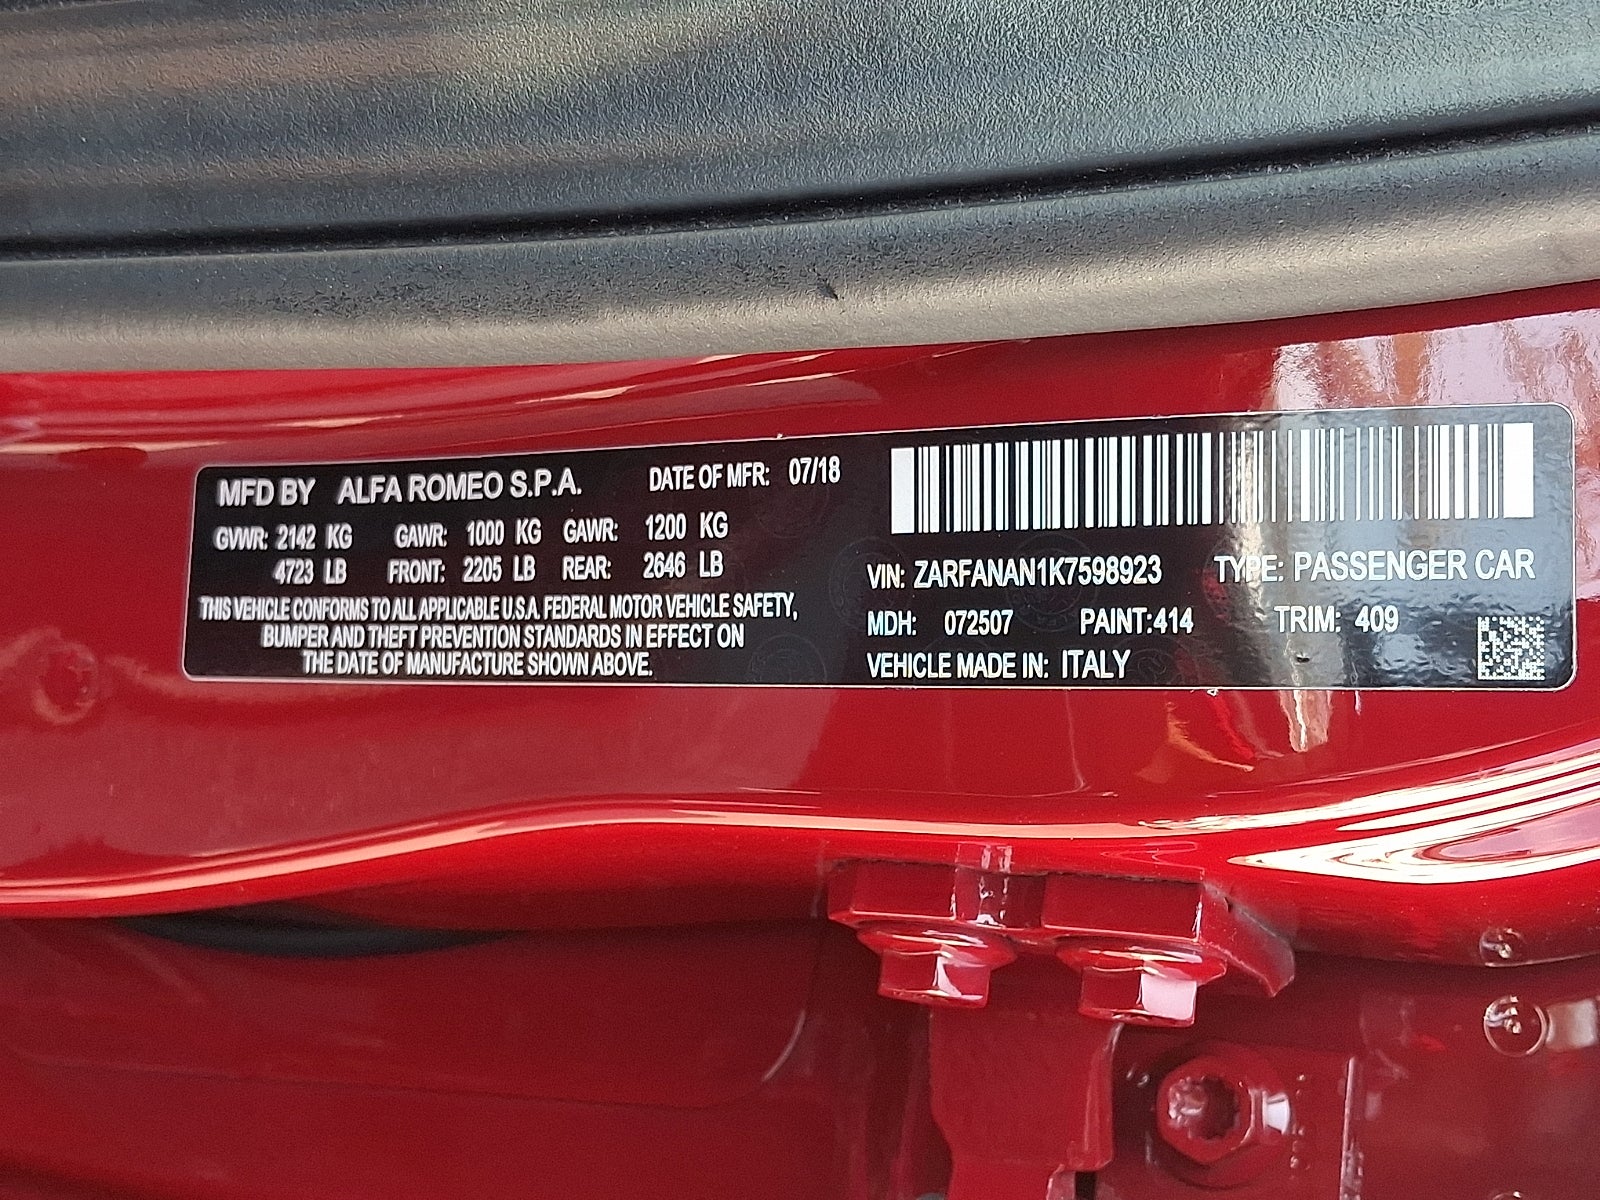 MFD BY ALFA ROMEO S.P.A. DATE OF MFR: 07/18
GVWR: 2142 KG GAWR: 1000 KG GAWR: 1200 KG
4723 LB FRONT: 2205 LB REAR: 2646 LB
THIS VEHICLE CONFORMS TO ALL APPLICABLE U.S.A. FEDERAL MOTOR VEHICLE SAFETY,
BUMPER AND THEFT PREVENTION STANDARDS IN EFFECT ON
THE DATE OF MANUFACTURE SHOWN ABOVE.
VIN: ZARFANAN1K7598923 TYPE: PASSENGER CAR
MDH: 072507 PAINT:414 TRIM: 409
VEHICLE MADE IN: ITALY